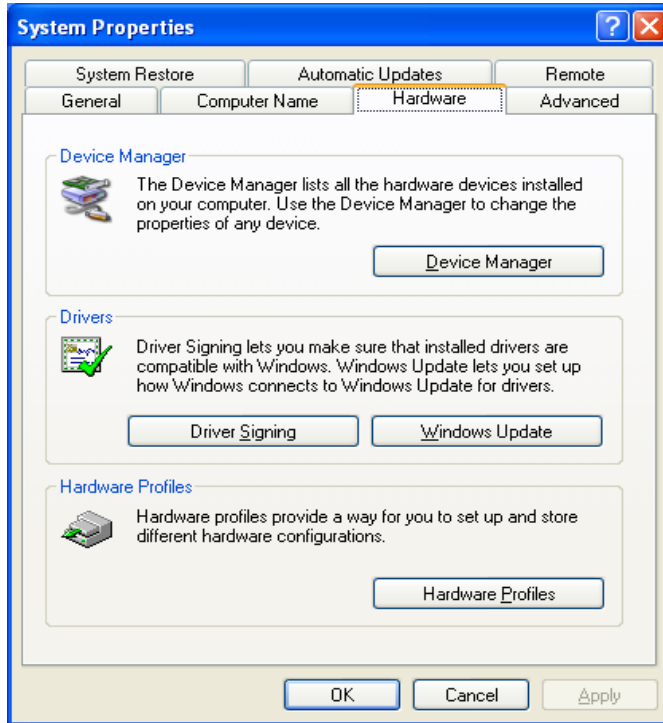 System Properties
System Restore Automatic Updates Remote
General Computer Name Hardware Advanced
Device Manager
The Device Manager lists all the hardware devices installed
on your computer. Use the Device Manager to change the
properties of any device.
Device Manager
Drivers
Driver Signing lets you make sure that installed drivers are
compatible with Windows. Windows Update lets you set up
how Windows connects to Windows Update for drivers.
Driver Signing Windows Update
Hardware Profiles
Hardware profiles provide a way for you to set up and store
different hardware configurations.
Hardware Profiles
OK Cancel Apply